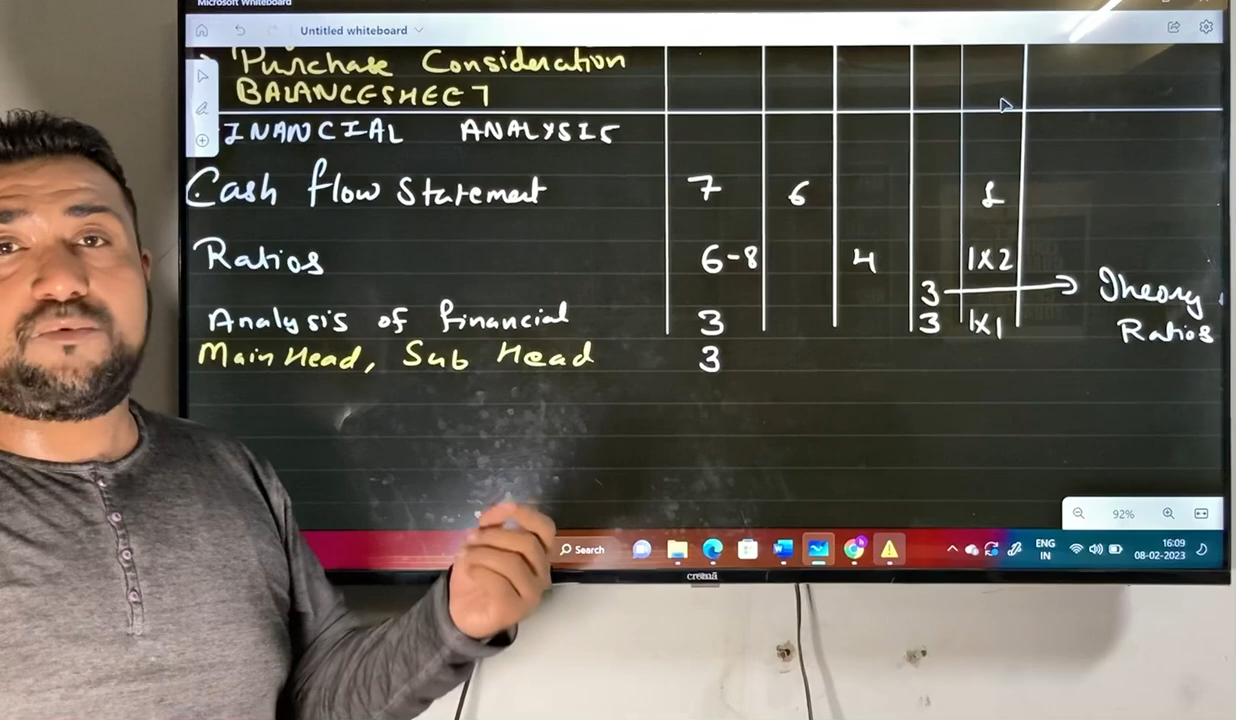 Microsoft Whiteboard
Untitled whiteboard
Purchase Consideration
BALANCESHEET
INANCIAL ANALYSIS
Cash flow Statement 7 6 1
Ratios 6-8 4 1X2
3 Theory
Analysis of financial 3 3 1X1 Ratios
Main Head, Sub Head 3
92%
Search
ENG
IN
16:09
08-02-2023
cromā